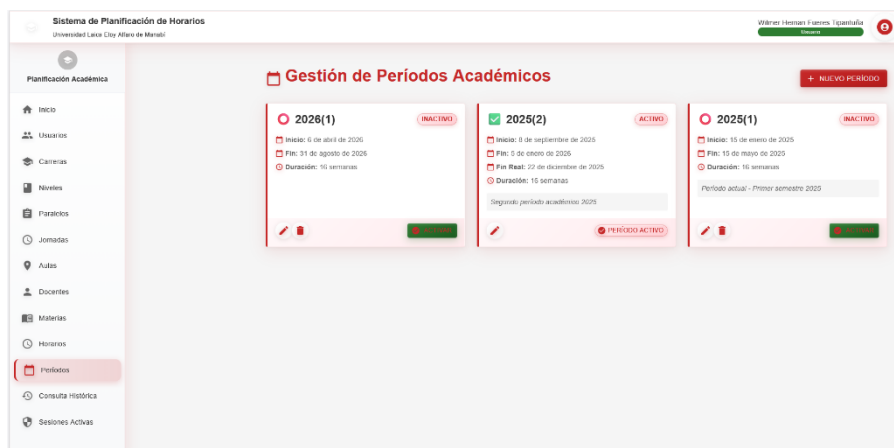 Sistema de Planificación de Horarios
Universidad Laica Eloy Alfaro de Manabí
Wilmer Hernan Fueres Tipantuña
Usuario
Planificación Académica
Inicio
Usuarios
Carreras
Niveles
Paralelos
Jornadas
Aulas
Docentes
Materias
Horarios
Períodos
Consulta Histórica
Sesiones Activas
Gestión de Períodos Académicos
+ NUEVO PERÍODO
2026(1)
INACTIVO
Inicio: 6 de abril de 2026
Fin: 31 de agosto de 2026
Duración: 16 semanas
2025(2)
ACTIVO
Inicio: 8 de septiembre de 2025
Fin: 5 de enero de 2026
Fin Real: 22 de diciembre de 2025
Duración: 16 semanas
Segundo período académico 2025
PERÍODO ACTIVO
2025(1)
INACTIVO
Inicio: 15 de enero de 2025
Fin: 15 de mayo de 2025
Duración: 16 semanas
Período actual - Primer semestre 2025